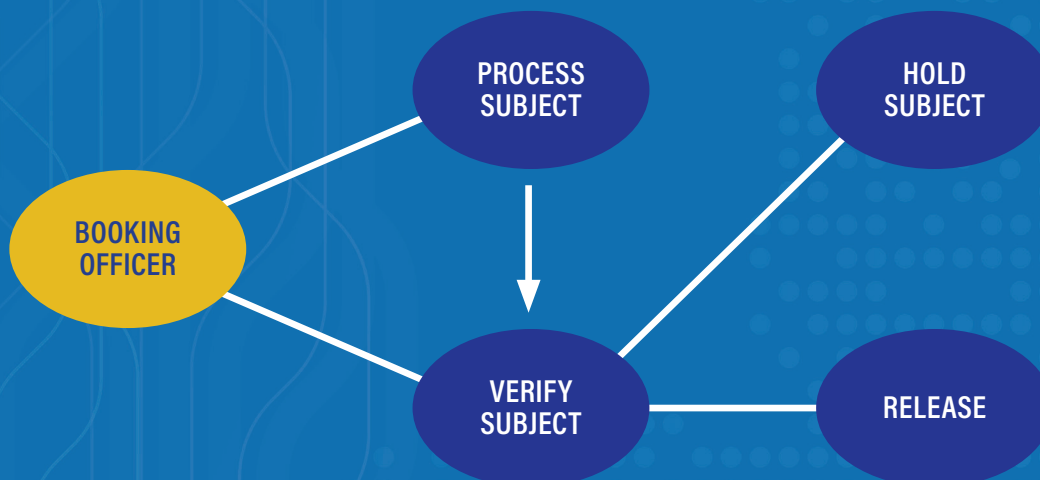 PROCESS
SUBJECT
HOLD
SUBJECT
BOOKING
OFFICER
VERIFY
SUBJECT
RELEASE